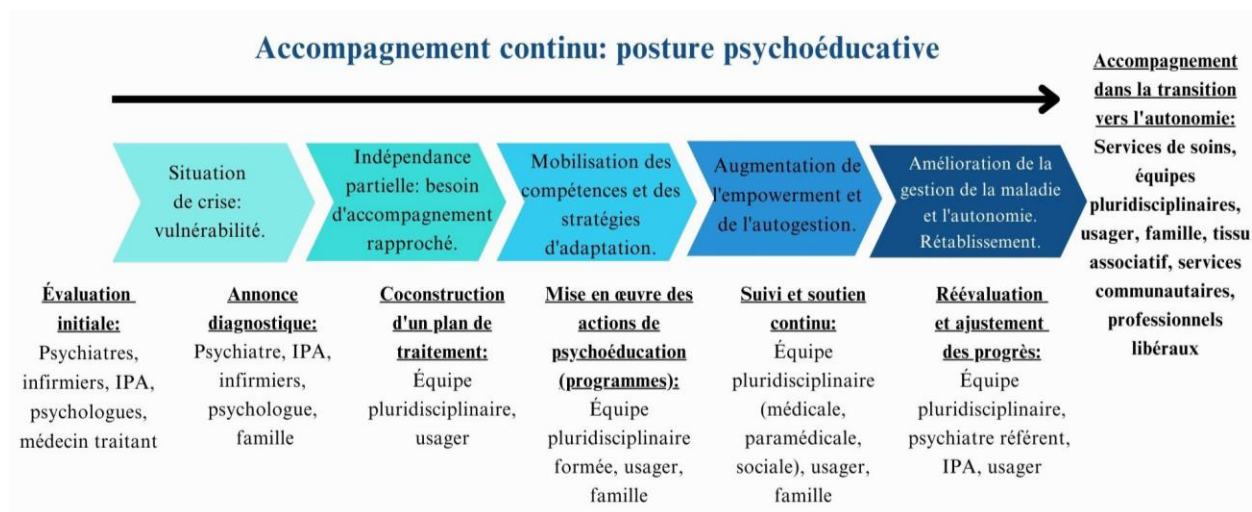 Accompagnement continu: posture psychoéducative
Situation
de crise:
vulnérabilité.
Indépendance
partielle: besoin
d'accompagnement
rapproché.
Mobilisation des
compétences et des
stratégies
d'adaptation.
Augmentation de
l'empowerment et
de l'autogestion.
Amélioration de la
gestion de la maladie
et l'autonomie.
Rétablissement.
Accompagnement
dans la transition
vers l'autonomie:
Services de soins,
équipes
pluridisciplinaires,
usager, famille, tissu
associatif, services
communautaires,
professionnels
libéraux
Évaluation
initiale:
Psychiatres,
infirmiers, IPA,
psychologues,
médecin traitant
Annonce
diagnostique:
Psychiatre, IPA,
infirmiers,
psychologue,
famille
Coconstruction
d'un plan de
traitement:
Équipe
pluridisciplinaire,
usager
Mise en œuvre des
actions de
psychoéducation
(programmes):
Équipe
pluridisciplinaire
formée, usager,
famille
Suivi et soutien
continu:
Équipe
pluridisciplinaire
(médicale,
paramédicale,
sociale), usager,
famille
Réévaluation
et ajustement
des progrès:
Équipe
pluridisciplinaire,
psychiatre référent,
IPA, usager